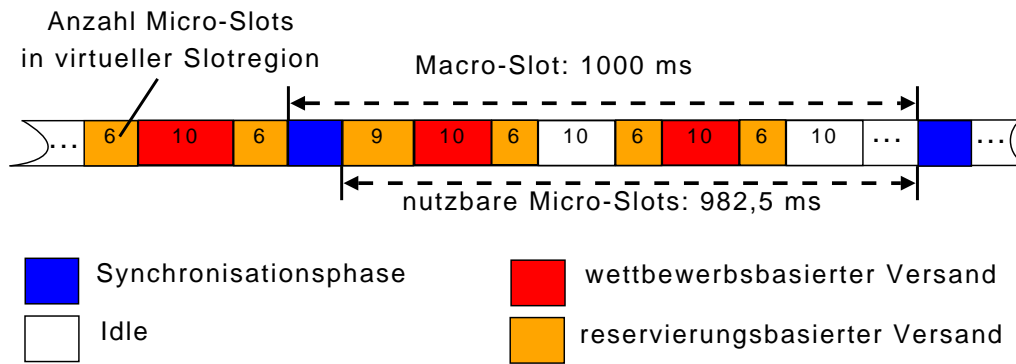 Anzahl Micro-Slots
in virtueller Slotregion
Macro-Slot: 1000 ms
... 6 10 6 9 10 6 10 6 10 6 10 ... ...
nutzbare Micro-Slots: 982,5 ms
Synchronisationsphase
wettbewerbsbasierter Versand
Idle
reservierungsbasierter Versand